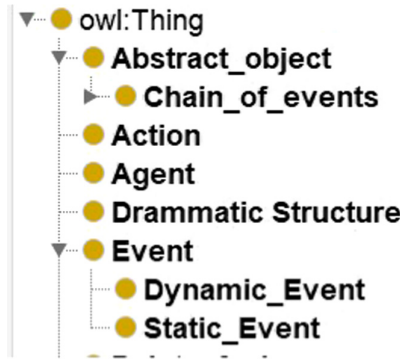 owl:Thing
Abstract_object
Chain_of_events
Action
Agent
Drammatic Structure
Event
Dynamic_Event
Static_Event